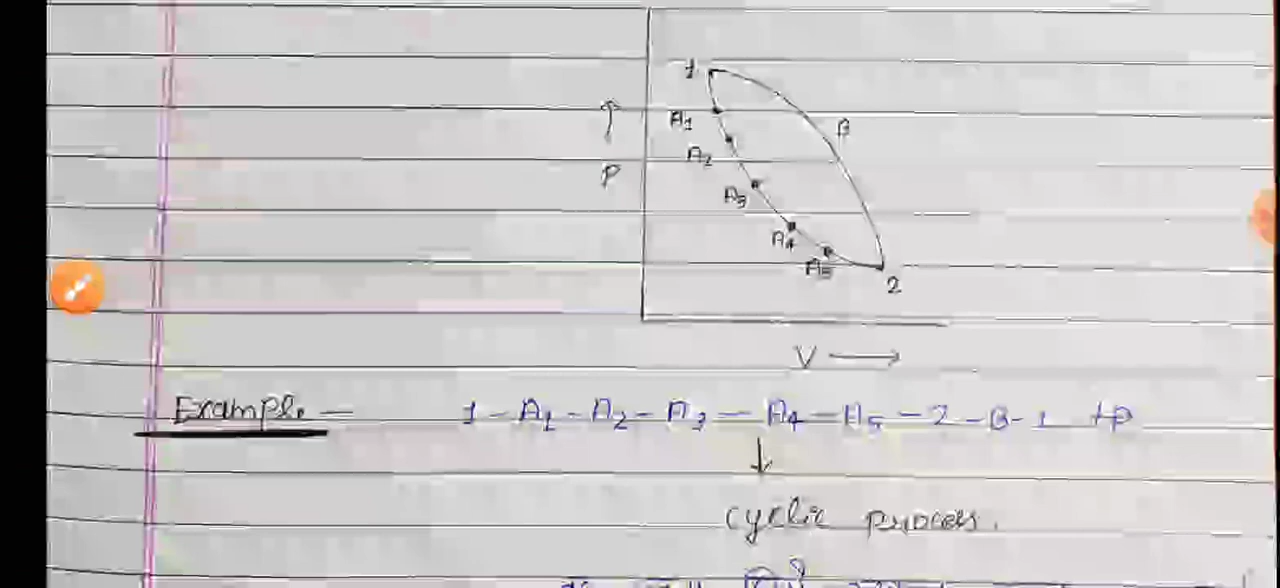 1
A1
B
A2
↑
P
A3
A4
A5
2
V →
Example - 1 - A1 - A2 - A3 - A4 - A5 - 2 - B - 1
↓
cyclic process.